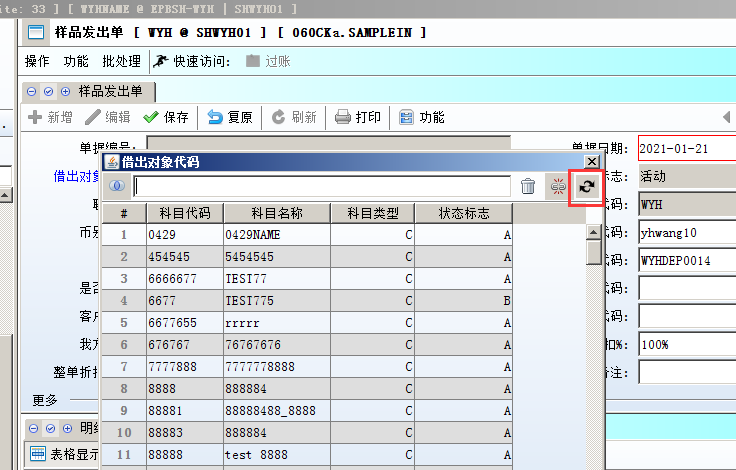 ite: 33 ] [ WYHNAME @ EPBSH-WYH | SHWYH01 ]
样品发出单 [ WYH @ SHWYH01 ] [ 060CKa.SAMPLEIN ]
操作 功能 批处理 快速访问: 过账
样品发出单
新增 编辑 保存 复原 刷新 打印 功能
单据编号: 单据日期: 2021-01-21
借出对象代码
借出对象 标志: 活动
# 科目代码 科目名称 科目类型 状态标志
代码: WYH
1 0429 0429NAME C A
币别 代码: yhwang10
2 454545 5454545 C A
代码: WYHDEP0014
3 6666677 TEST77 C A
是否
4 6677 TEST775 C B
客户 代码:
5 6677655 rrrrr C A
我方 扣%: 100%
6 676767 76767676 C A
整单折扣 备注:
7 7777888 7777778888 C A
更多
8 8888 888884 C A
9 88881 88888488_8888 C A
明细
10 88883 888884 C A
表格显示
11 88888 test 8888 C A